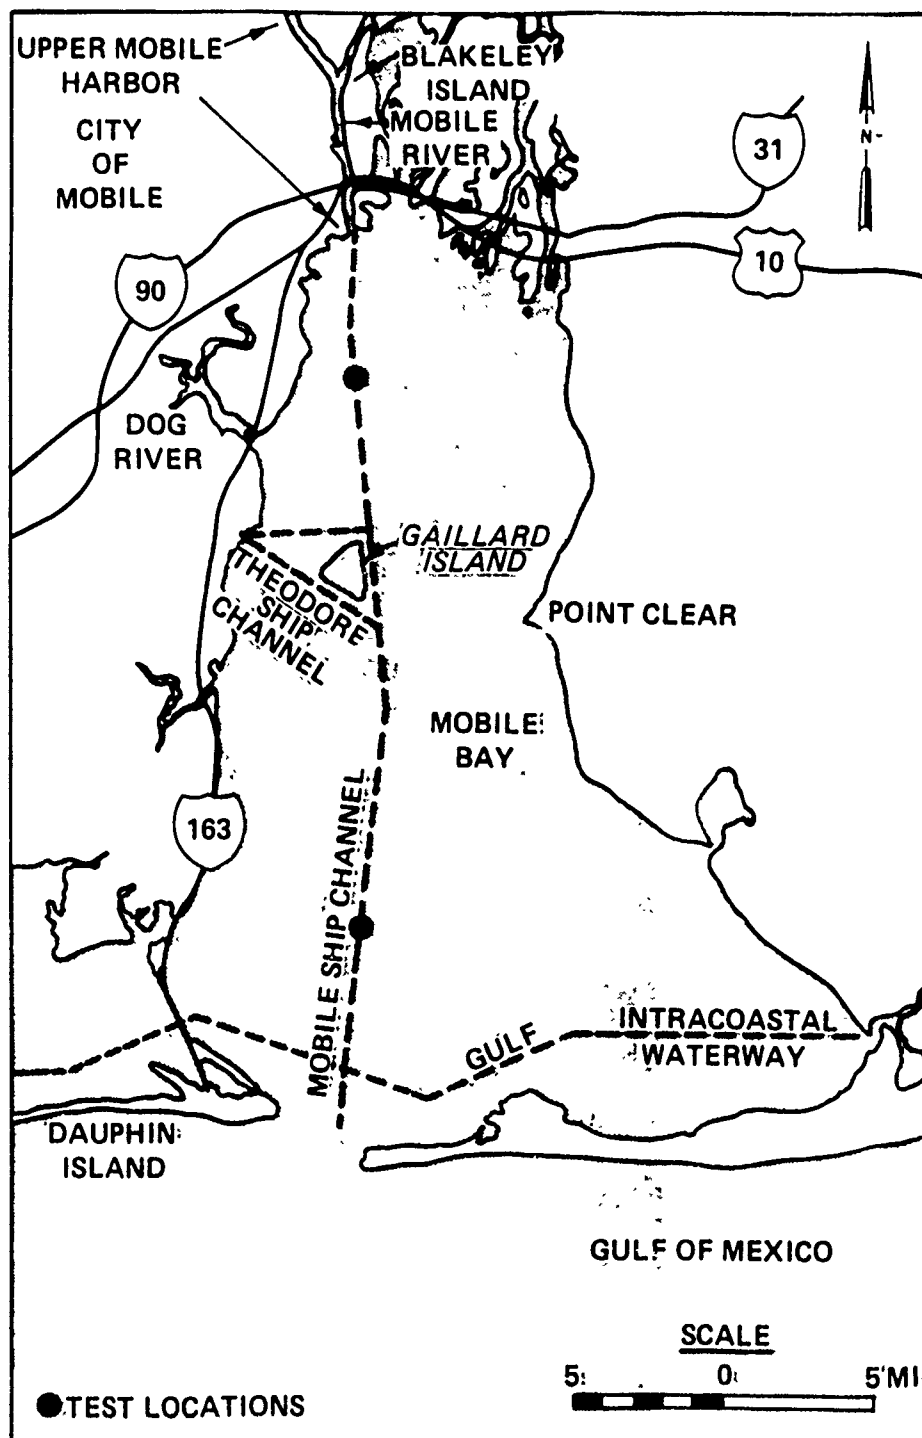 UPPER MOBILE
HARBOR
BLAKELEY
ISLAND
CITY
OF
MOBILE
MOBILE
RIVER
N
31
10
90
DOG
RIVER
GAILLARD
ISLAND
THEODORE
SHIP
CHANNEL
POINT CLEAR
MOBILE
BAY
163
MOBILE SHIP CHANNEL
GULF
INTRACOASTAL
WATERWAY
DAUPHIN
ISLAND
GULF OF MEXICO
SCALE
5 0 5 MI
TEST LOCATIONS